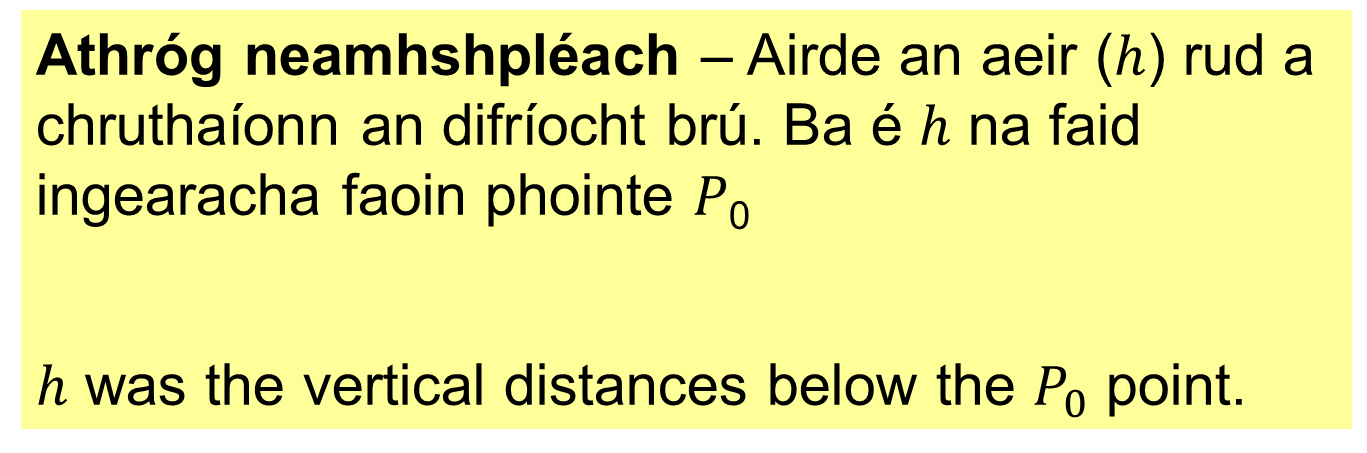 Athróg neamhshpléach – Airde an aeir (ℎ) rud a
chruthaíonn an difríocht brú. Ba é ℎ na faid
ingearacha faoin phointe 𝑃₀
ℎ was the vertical distances below the 𝑃₀ point.